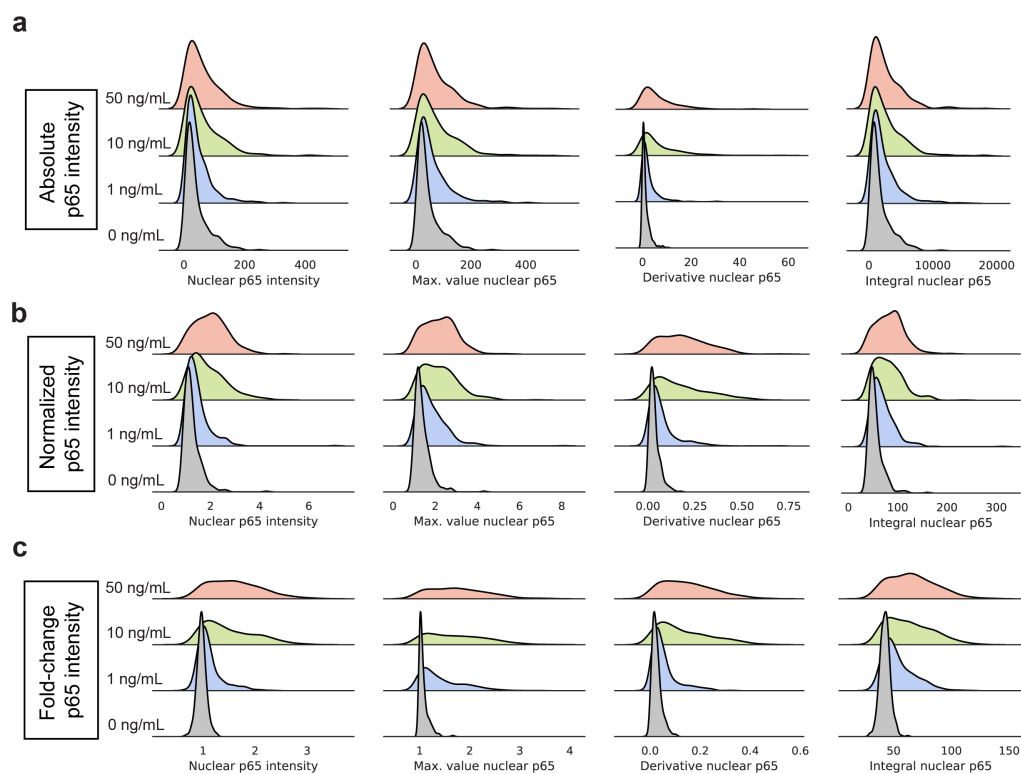 a
Absolute
p65 intensity
50 ng/mL
10 ng/mL
1 ng/mL
0 ng/mL
0 200 400
Nuclear p65 intensity
0 200 400
Max. value nuclear p65
0 20 40 60
Derivative nuclear p65
0 10000 20000
Integral nuclear p65
b
Normalized
p65 intensity
50 ng/mL
10 ng/mL
1 ng/mL
0 ng/mL
0 2 4 6
Nuclear p65 intensity
0 2 4 6 8
Max. value nuclear p65
0.00 0.25 0.50 0.75
Derivative nuclear p65
0 100 200 300
Integral nuclear p65
c
Fold-change
p65 intensity
50 ng/mL
10 ng/mL
1 ng/mL
0 ng/mL
1 2 3
Nuclear p65 intensity
1 2 3 4
Max. value nuclear p65
0.0 0.2 0.4 0.6
Derivative nuclear p65
50 100 150
Integral nuclear p65